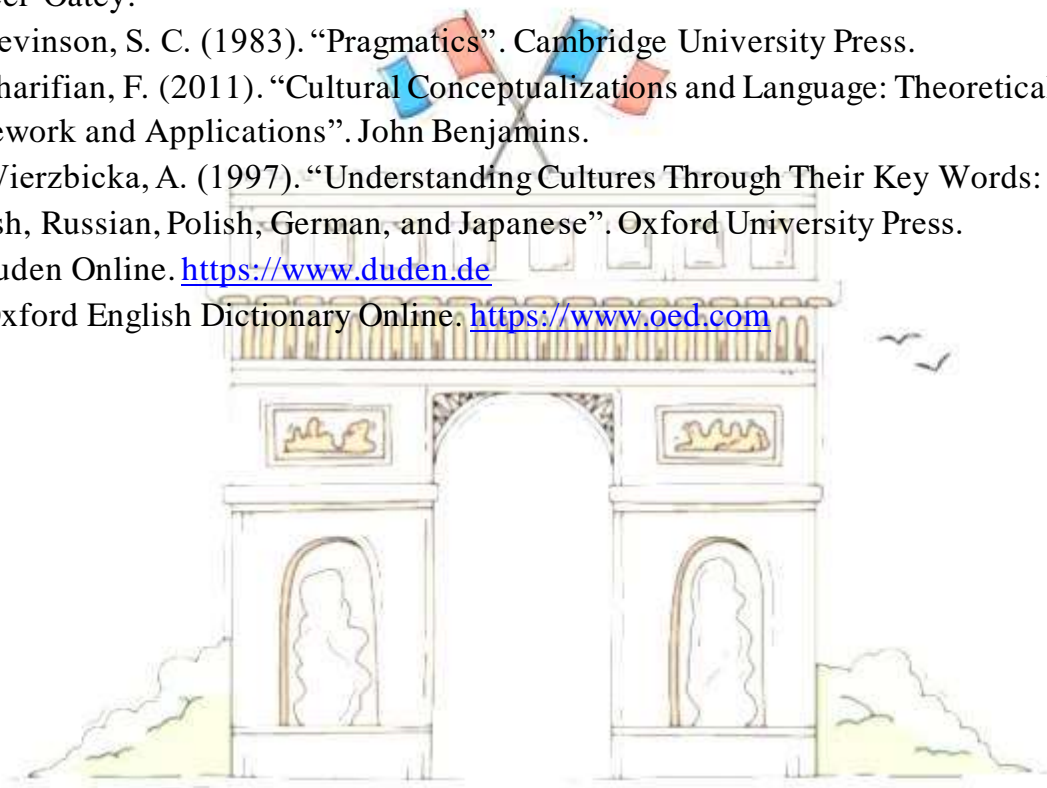 eer-Oatey.
evinson, S. C. (1983). “Pragmatics”. Cambridge University Press.
harifian, F. (2011). “Cultural Conceptualizations and Language: Theoretica
ework and Applications”. John Benjamins.
Vierzbicka, A. (1997). “Understanding Cultures Through Their Key Words:
sh, Russian, Polish, German, and Japanese”. Oxford University Press.
uden Online. https://www.duden.de
xford English Dictionary Online. https://www.oed.com